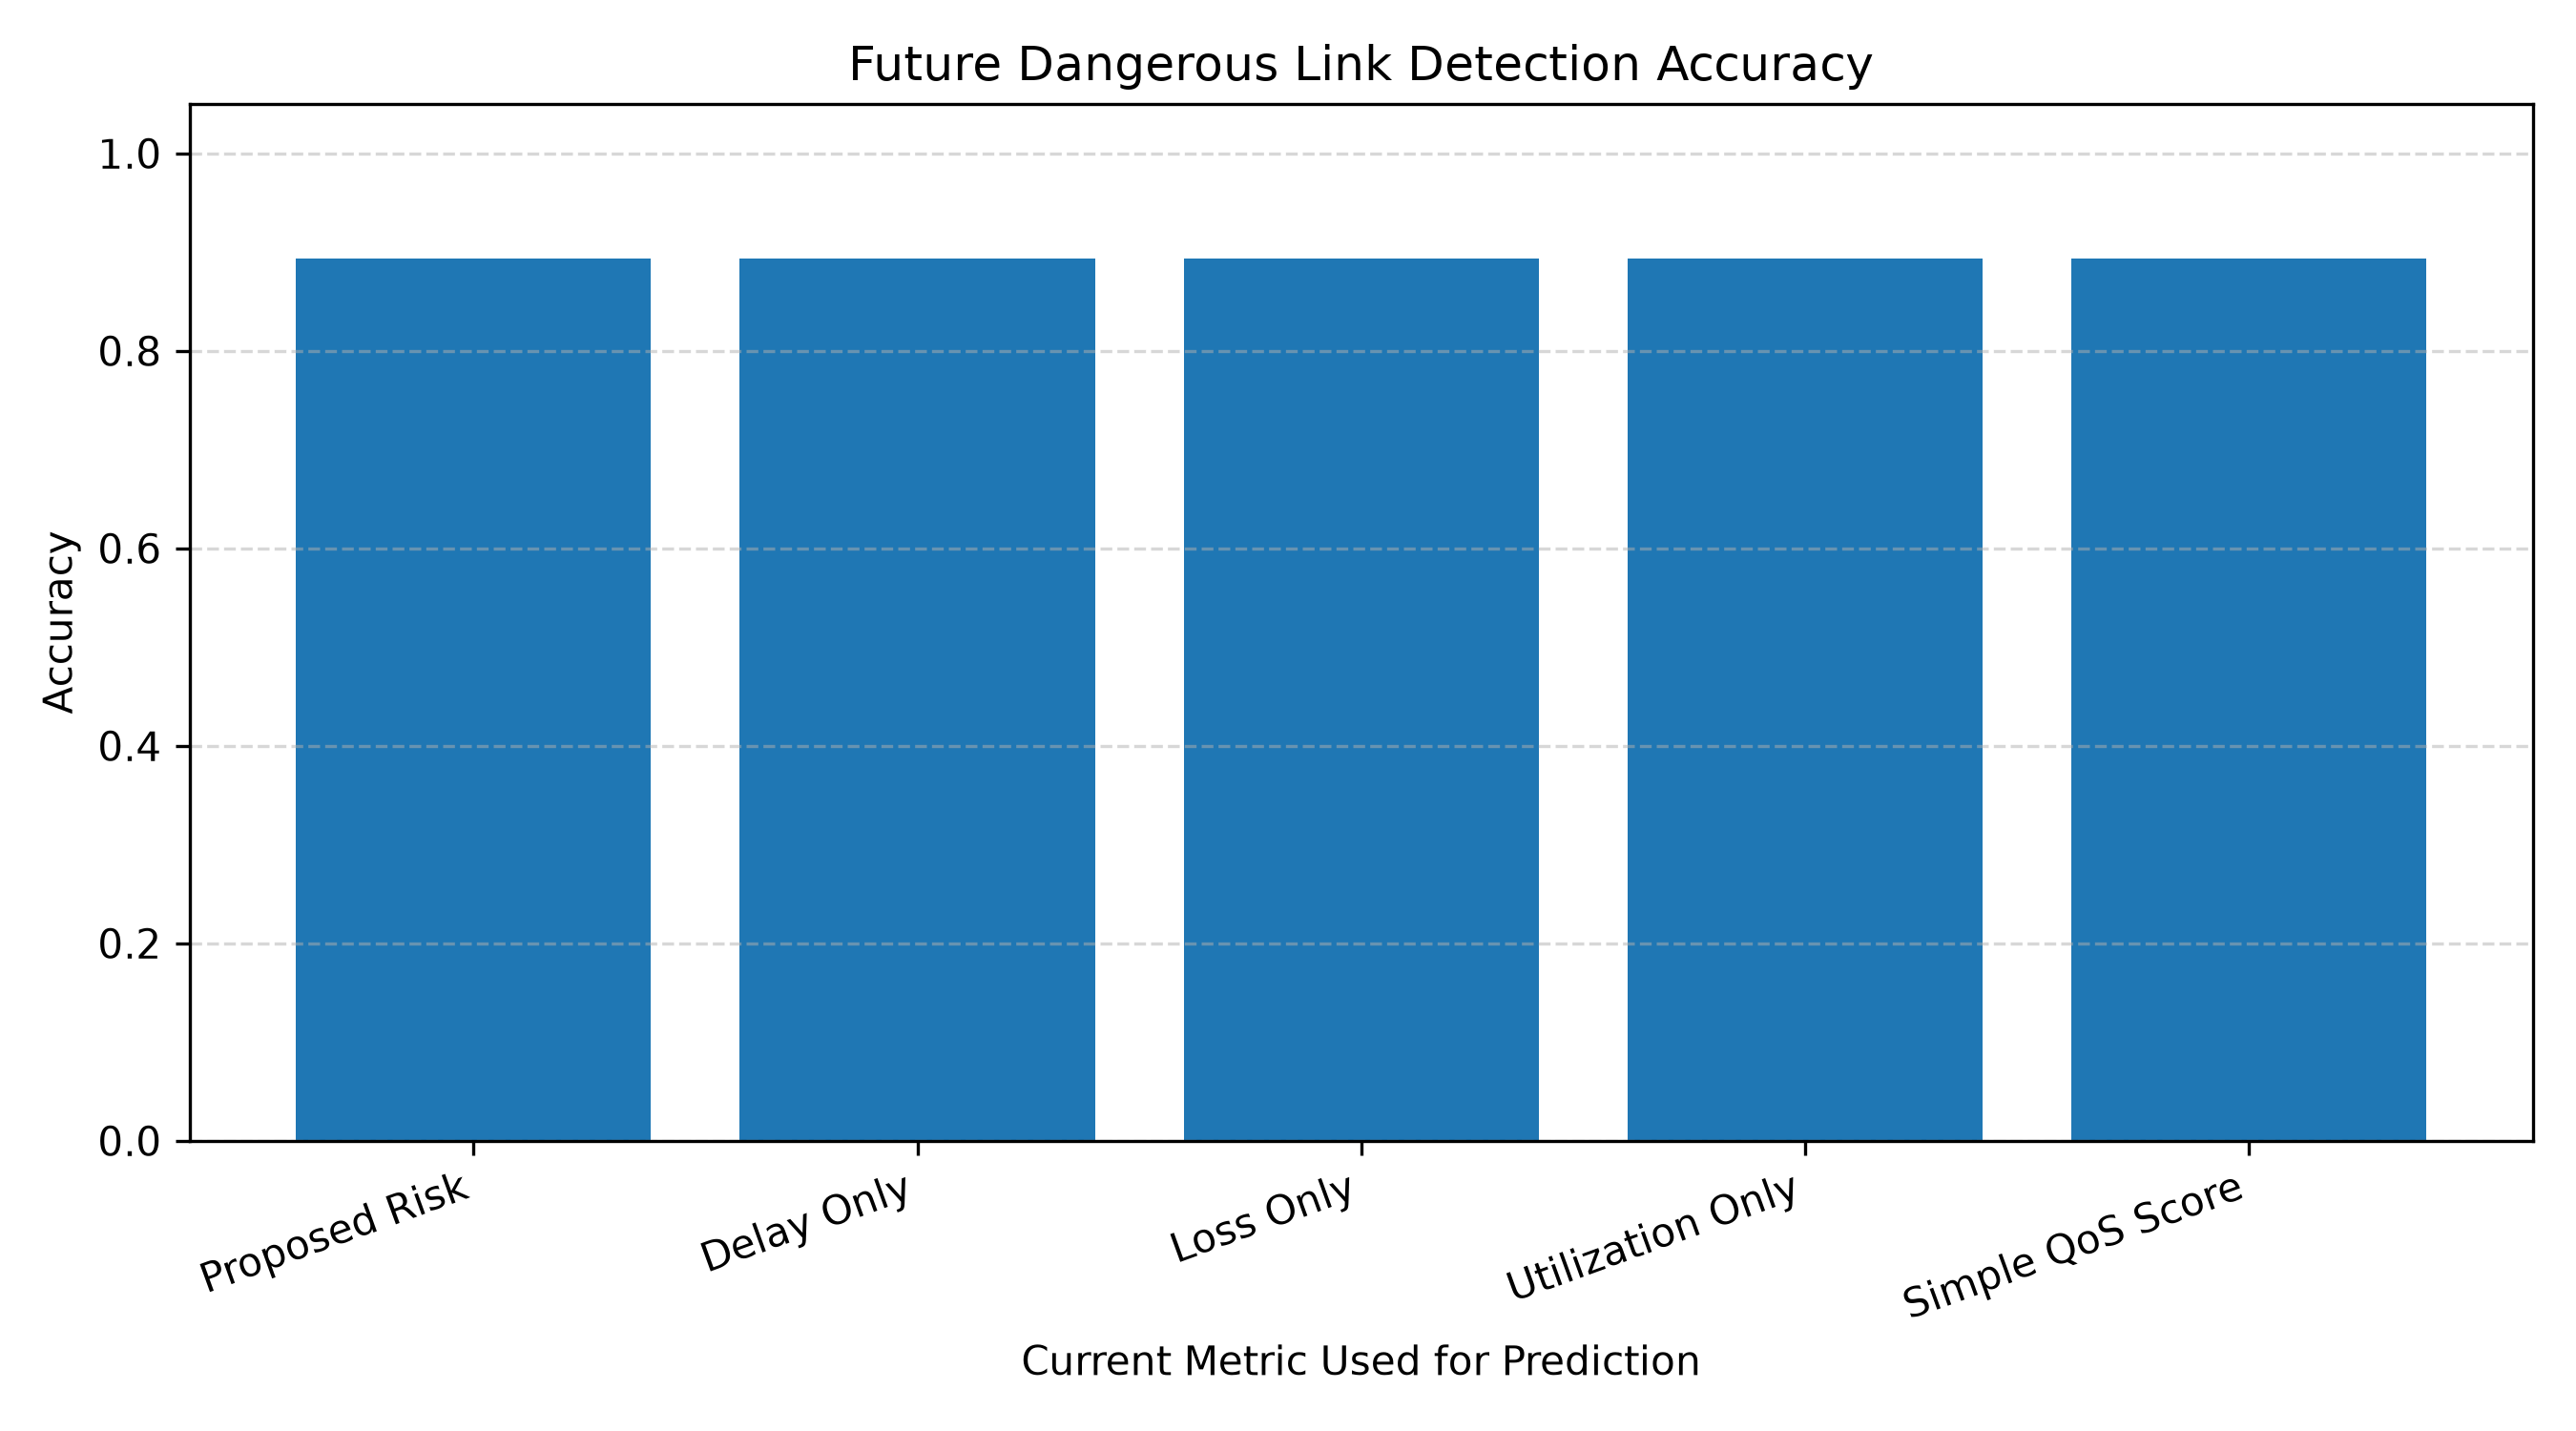 Future Dangerous Link Detection Accuracy
1.0
0.8
0.6
0.4
0.2
0.0
Accuracy
Proposed Risk
Delay Only
Loss Only
Utilization Only
Simple QoS Score
Current Metric Used for Prediction